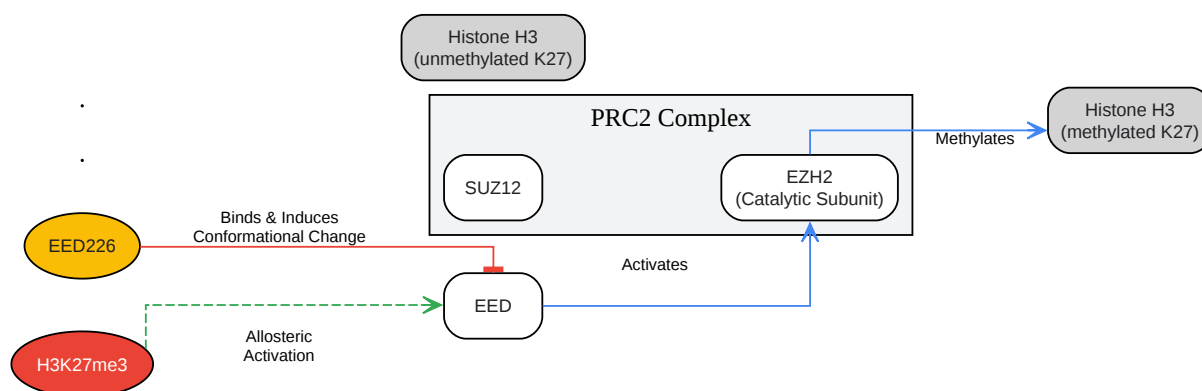 Histone H3
(unmethylated K27)
Histone H3
(methylated K27)
PRC2 Complex
Methylates
SUZ12
EZH2
(Catalytic Subunit)
Binds & Induces
Conformational Change
EED226
Activates
EED
Allosteric
Activation
H3K27me3